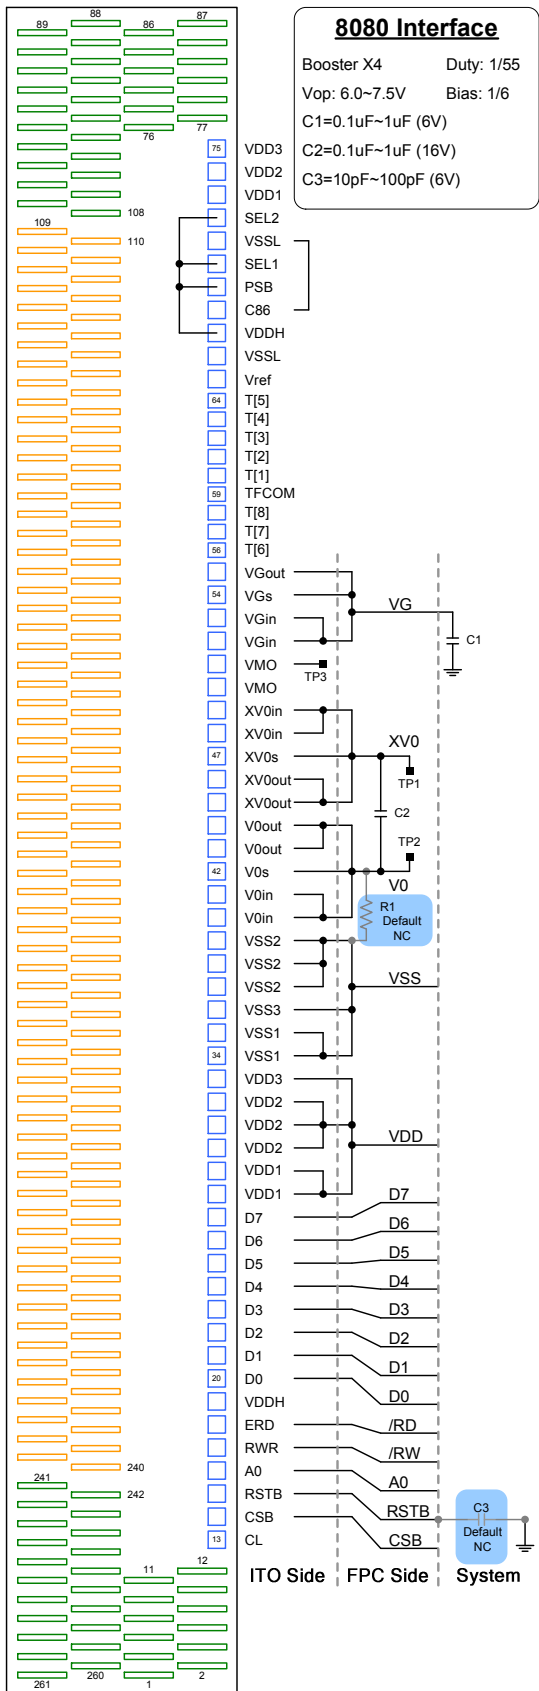 8080 Interface
Booster X4 Duty: 1/55
Vop: 6.0~7.5V Bias: 1/6
C1=0.1uF~1uF (6V)
C2=0.1uF~1uF (16V)
C3=10pF~100pF (6V)
88 87
89 86
76 77
75 VDD3
VDD2
VDD1
108 SEL2
109
110 VSSL
SEL1
PSB
C86
VDDH
VSSL
Vref
64 T[5]
T[4]
T[3]
T[2]
T[1]
59 TFCOM
T[8]
T[7]
56 T[6]
VGout
54 VGs VG
VGin
VGin C1
VMO TP3
VMO
XV0in
XV0in XV0
47 XV0s
XV0out TP1
XV0out
C2
V0out
V0out TP2
42 V0s
V0in V0
V0in R1
Default
NC
VSS2
VSS2
VSS2 VSS
VSS3
VSS1
34 VSS1
VDD3
VDD2
VDD2 VDD
VDD2
VDD1
VDD1 D7
D7 D6
D6 D5
D5 D4
D4 D3
D3 D2
D2 D1
D1
20 D0 D0
VDDH
ERD /RD
RWR /RW
240 A0 A0
241
242 RSTB RSTB C3
Default
NC
CSB CSB
13 CL
11 12
ITO Side FPC Side System
261 260 1 2